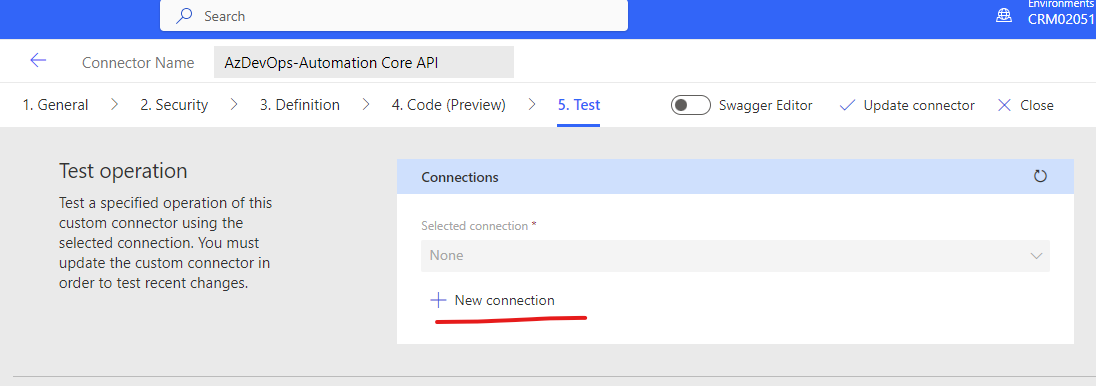 Search
Environments
CRM02051
Connector Name
AzDevOps-Automation Core API
1. General
2. Security
3. Definition
4. Code (Preview)
5. Test
Swagger Editor
Update connector
Close
Test operation
Test a specified operation of this
custom connector using the
selected connection. You must
update the custom connector in
order to test recent changes.
Connections
Selected connection *
None
New connection